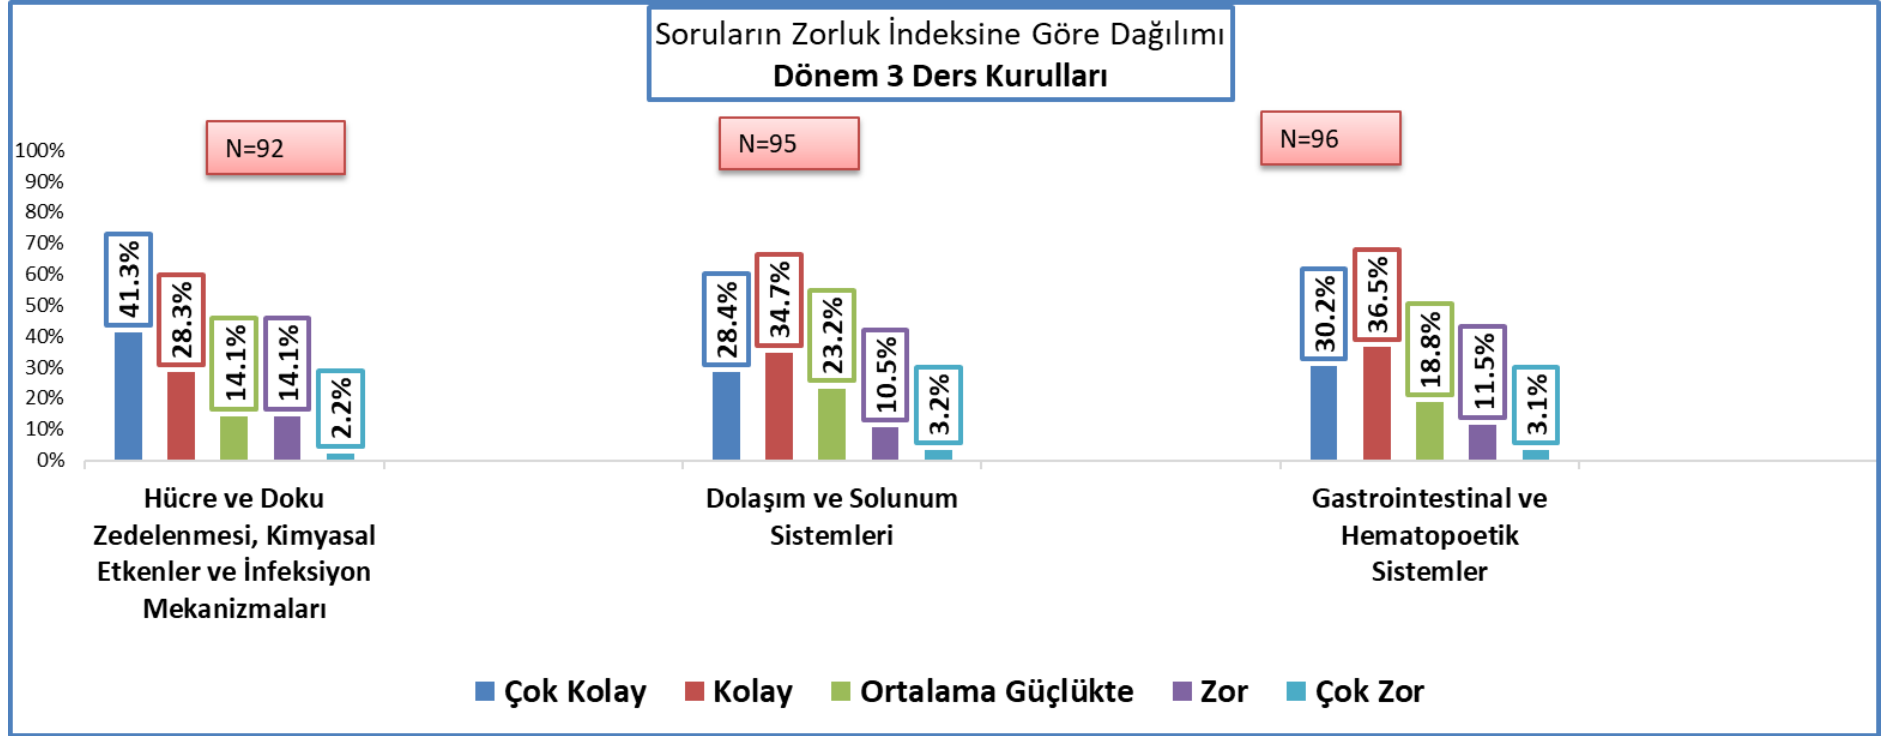 Soruların Zorluk İndeksine Göre Dağılımı
Dönem 3 Ders Kurulları
N=92
N=95
N=96
100%
90%
80%
70%
60%
50%
40%
30%
20%
10%
0%
41.3%
28.3%
14.1%
14.1%
2.2%
28.4%
34.7%
23.2%
10.5%
3.2%
30.2%
36.5%
18.8%
11.5%
3.1%
Hücre ve Doku
Zedelenmesi, Kimyasal
Etkenler ve İnfeksiyon
Mekanizmaları
Dolaşım ve Solunum
Sistemleri
Gastrointestinal ve
Hematopoetik
Sistemler
Çok Kolay
Kolay
Ortalama Güçlükte
Zor
Çok Zor